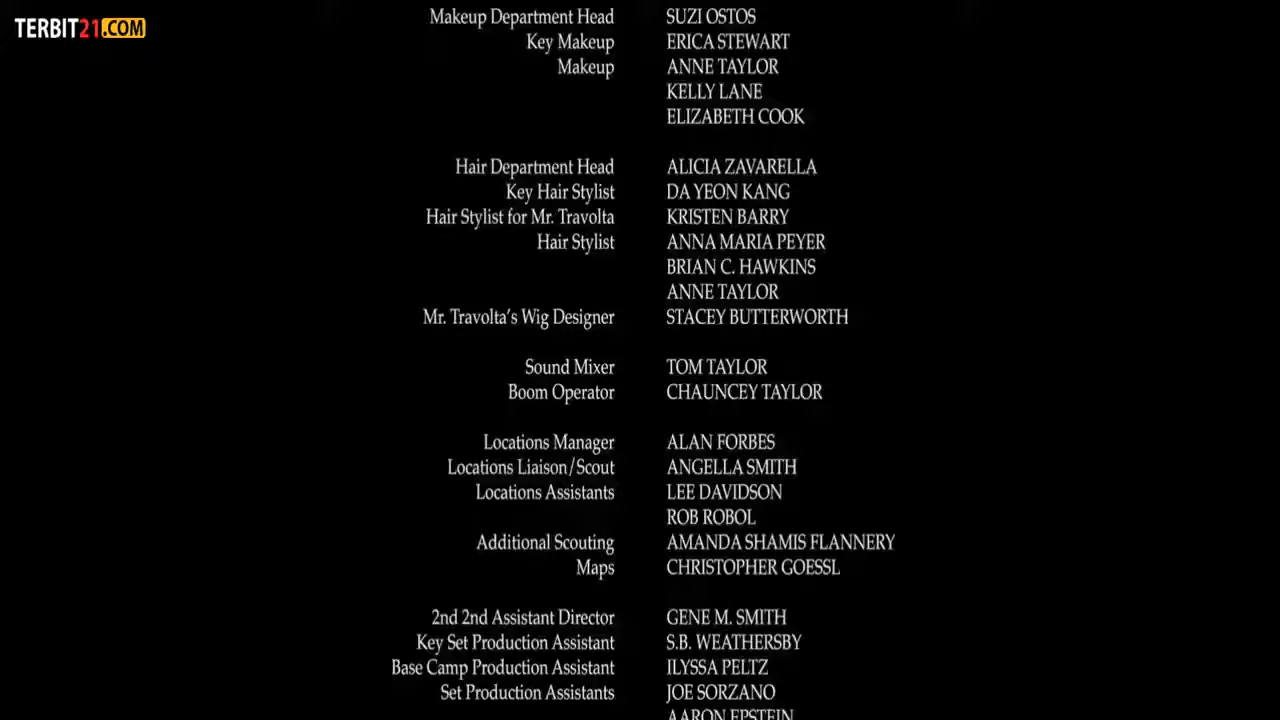 TERBIT21.COM
Makeup Department Head SUZI OSTOS
Key Makeup ERICA STEWART
Makeup ANNE TAYLOR
KELLY LANE
ELIZABETH COOK
Hair Department Head ALICIA ZAVARELLA
Key Hair Stylist DA YEON KANG
Hair Stylist for Mr. Travolta KRISTEN BARRY
Hair Stylist ANNA MARIA PEYER
BRIAN C. HAWKINS
ANNE TAYLOR
Mr. Travolta's Wig Designer STACEY BUTTERWORTH
Sound Mixer TOM TAYLOR
Boom Operator CHAUNCEY TAYLOR
Locations Manager ALAN FORBES
Locations Liaison/Scout ANGELLA SMITH
Locations Assistants LEE DAVIDSON
ROB ROBOL
Additional Scouting AMANDA SHAMIS FLANNERY
Maps CHRISTOPHER GOESSL
2nd 2nd Assistant Director GENE M. SMITH
Key Set Production Assistant S.B. WEATHERSBY
Base Camp Production Assistant ILYSSA PELTZ
Set Production Assistants JOE SORZANO
AARON EPSTEIN